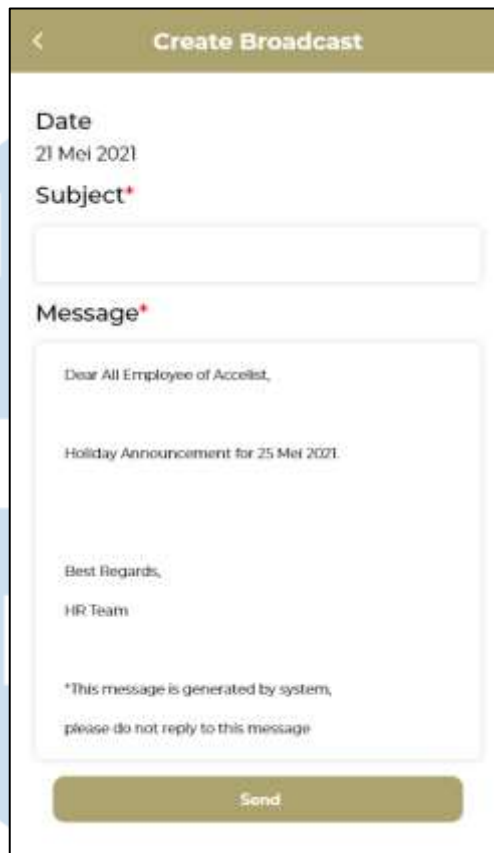 Create Broadcast
Date
21 Mei 2021
Subject*
Message*
Dear All Employee of Accelist,
Holiday Announcement for 25 Mei 2021.
Best Regards,
HR Team
*This message is generated by system,
please do not reply to this message
Send